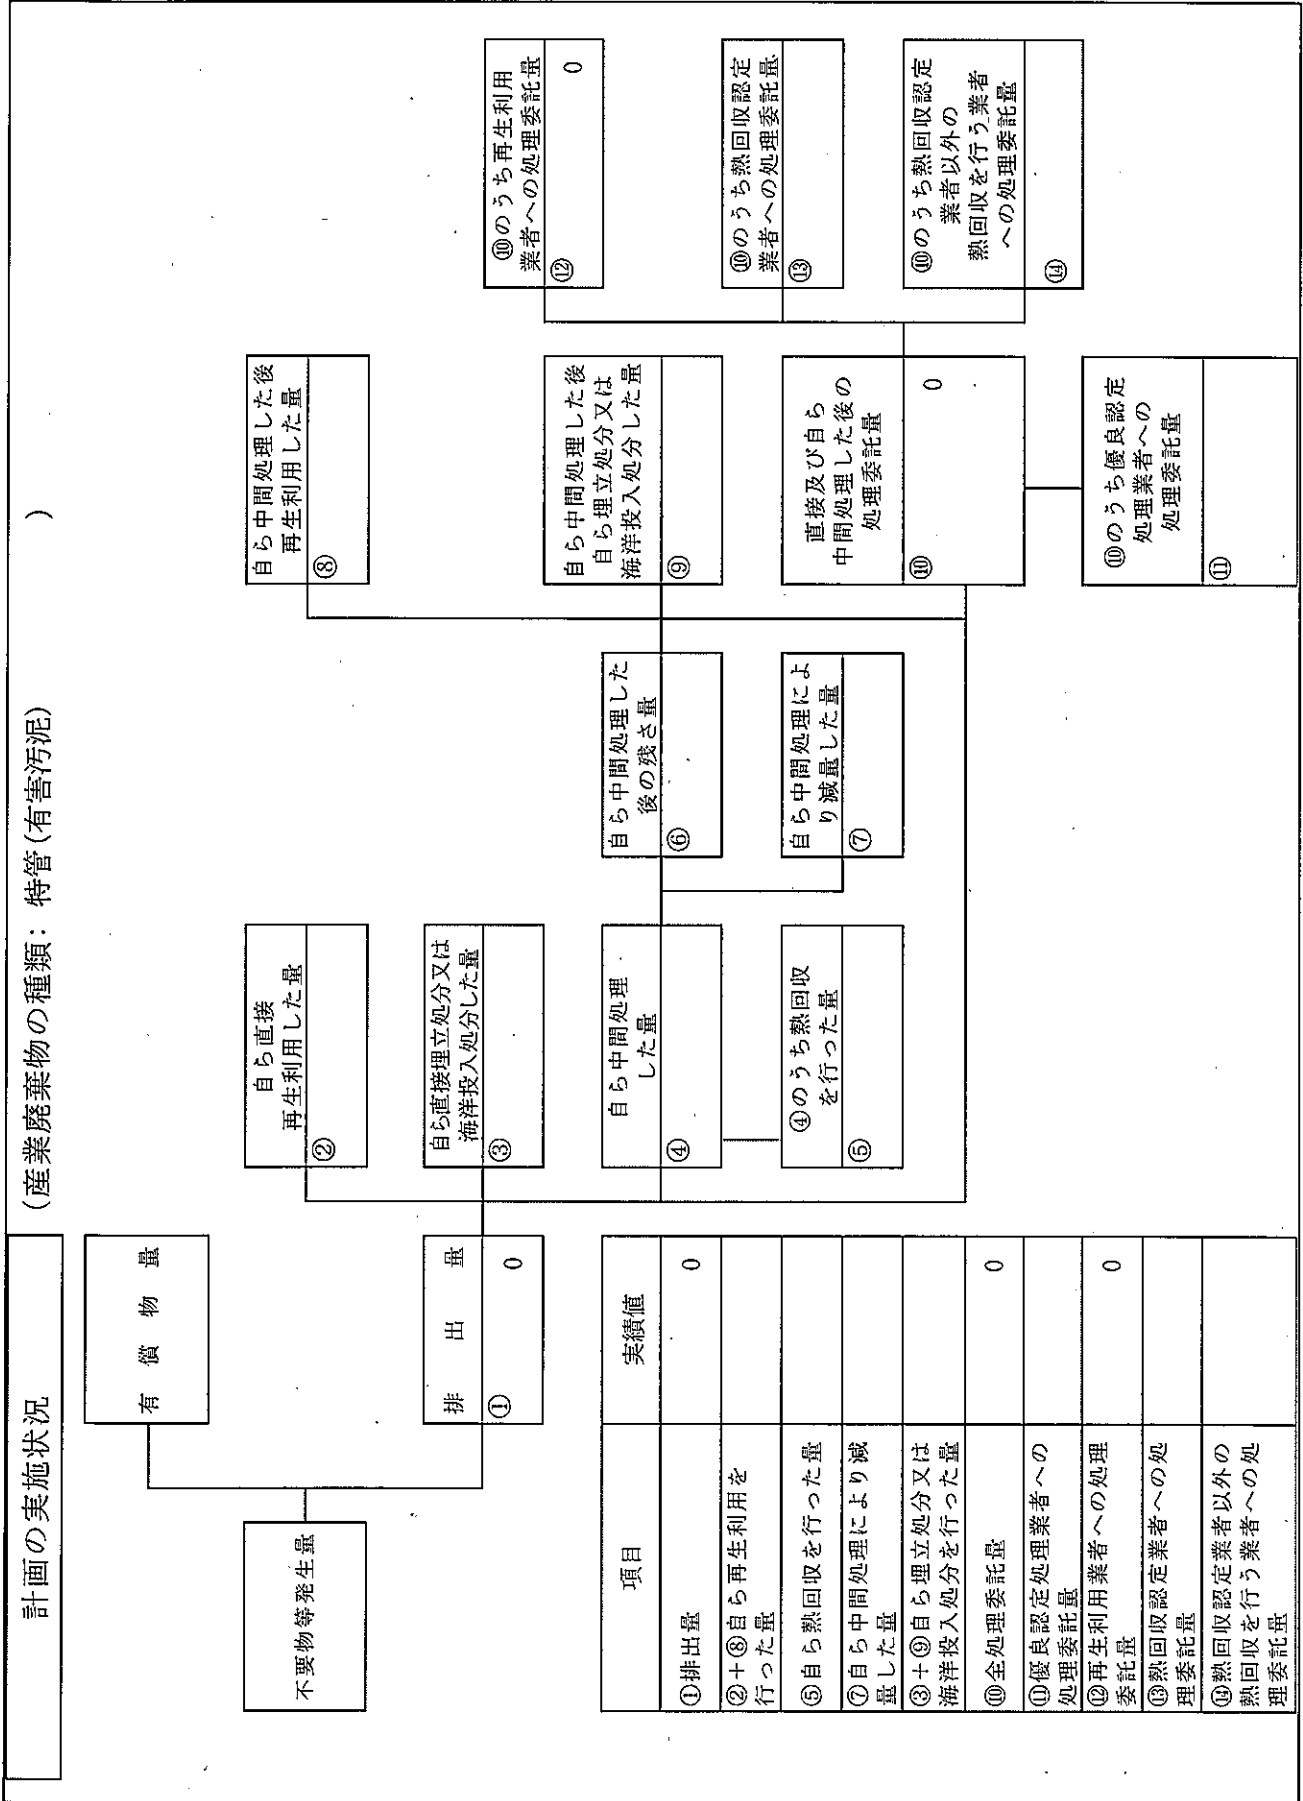 計画の実施状況
(産業廃棄物の種類: 特管(有害汚泥) )
不要物等発生量
有償物量
排出量
①
0
自ら直接
再生利用した量
②
自ら直接埋立処分又は
海洋投入処分した量
③
自ら中間処理
した量
④
④のうち熱回収
を行った量
⑤
自ら中間処理した
後の残さ量
⑥
自ら中間処理によ
り減量した量
⑦
自ら中間処理した後
再生利用した量
⑧
自ら中間処理した後
自ら埋立処分又は
海洋投入処分した量
⑨
直接及び自ら
中間処理した後の
処理委託量
⑩
0
⑩のうち優良認定
処理業者への
処理委託量
⑪
⑩のうち再生利用
業者への処理委託量
⑫
0
⑩のうち熱回収認定
業者への処理委託量
⑬
⑩のうち熱回収認定
業者以外の
熱回収を行う業者
への処理委託量
⑭
項目 実績値
①排出量 0
②+⑧自ら再生利用を
行った量
⑤自ら熱回収を行った量
⑦自ら中間処理により減
量した量
③+⑨自ら埋立処分又は
海洋投入処分を行った量
⑩全処理委託量 0
⑪優良認定処理業者への
処理委託量
⑫再生利用業者への処理
委託量 0
⑬熱回収認定業者への処
理委託量
⑭熱回収認定業者以外の
熱回収を行う業者への処
理委託量